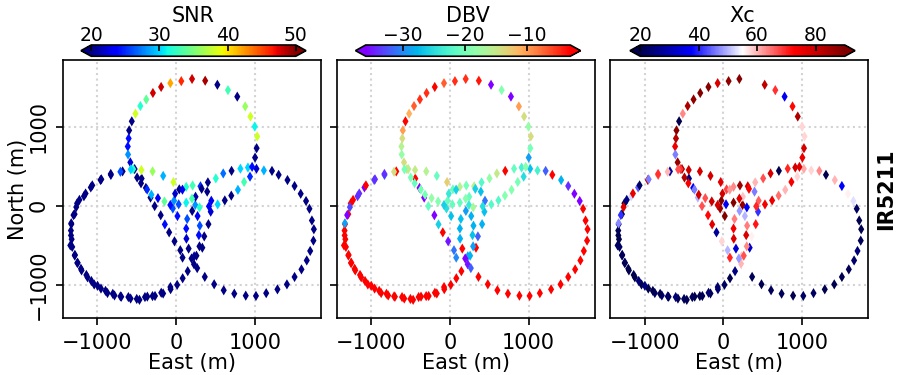 SNR DBV Xc
20 30 40 50 −30 −20 −10 20 40 60 80
1000
0
−1000
North (m)
IR5211
−1000 0 1000 −1000 0 1000 −1000 0 1000
East (m) East (m) East (m)